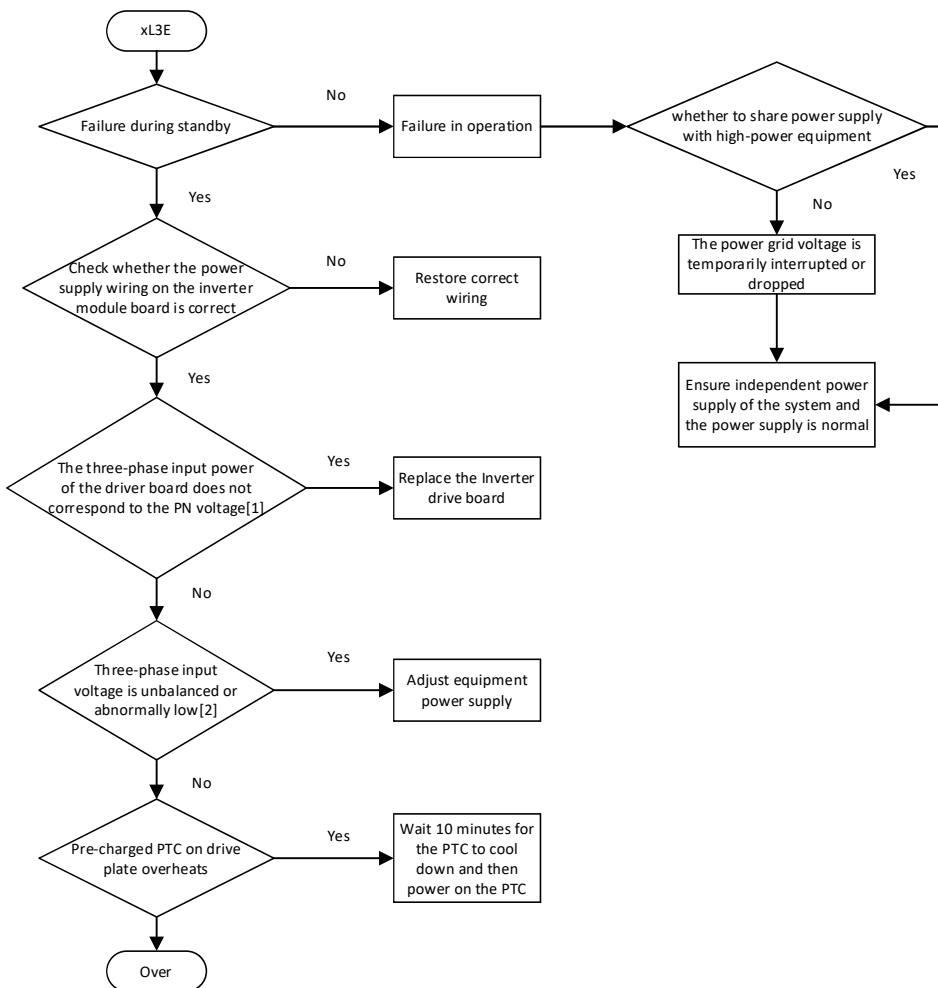 xL3E
Failure during standby
No
Failure in operation
whether to share power supply
with high-power equipment
Yes
No
The power grid voltage is
temporarily interrupted or
dropped
Ensure independent power
supply of the system and
the power supply is normal
Yes
Check whether the power
supply wiring on the inverter
module board is correct
No
Restore correct
wiring
Yes
The three-phase input power
of the driver board does not
correspond to the PN voltage[1]
Yes
Replace the Inverter
drive board
No
Three-phase input
voltage is unbalanced or
abnormally low[2]
Yes
Adjust equipment
power supply
No
Pre-charged PTC on drive
plate overheats
Yes
Wait 10 minutes for
the PTC to cool
down and then
power on the PTC
Over